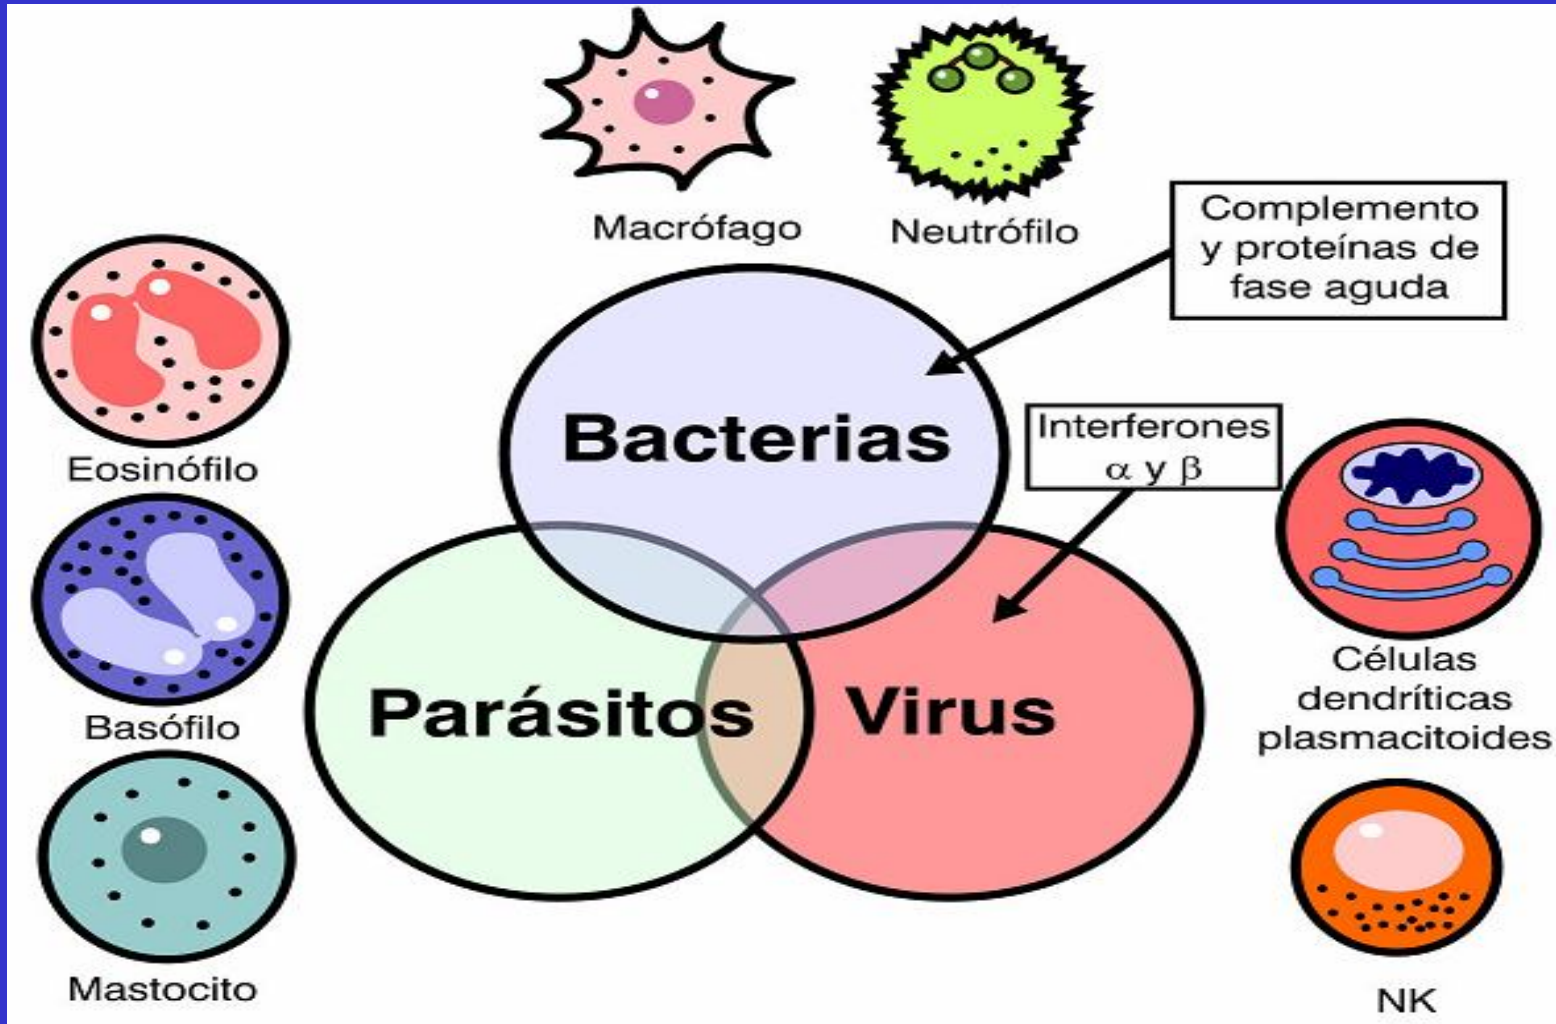 Macrófago
Neutrófilo
Complemento
y proteínas de
fase aguda
Eosinófilo
Bacterias
Interferones
α y β
Basófilo
Parásitos
Virus
Células
dendríticas
plasmacitoides
Mastocito
NK